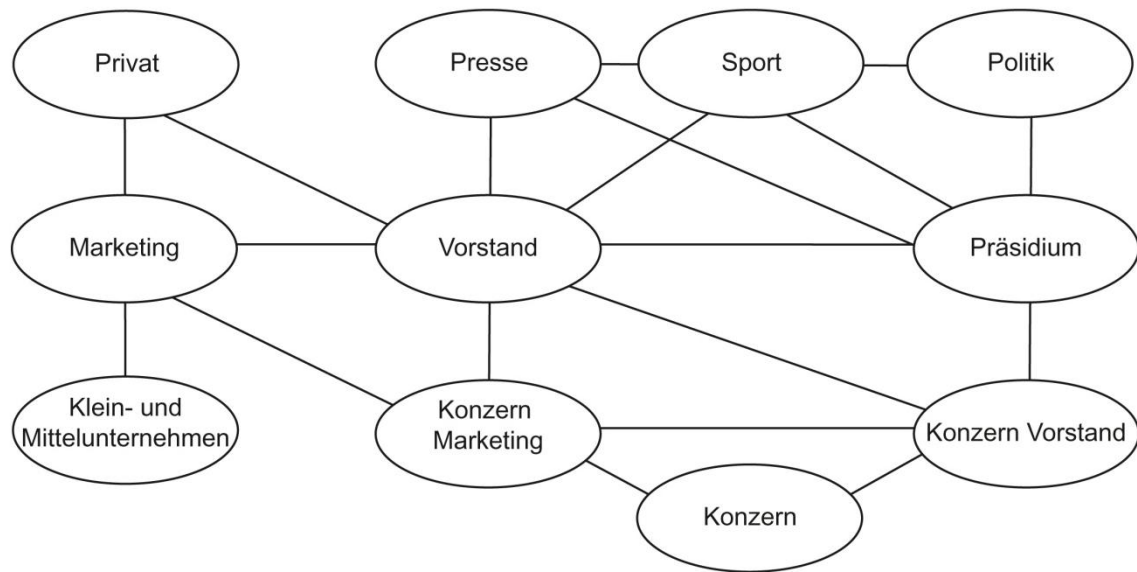 Privat
Presse
Sport
Politik
Marketing
Vorstand
Präsidium
Klein- und
Mittelunternehmen
Konzern
Marketing
Konzern Vorstand
Konzern